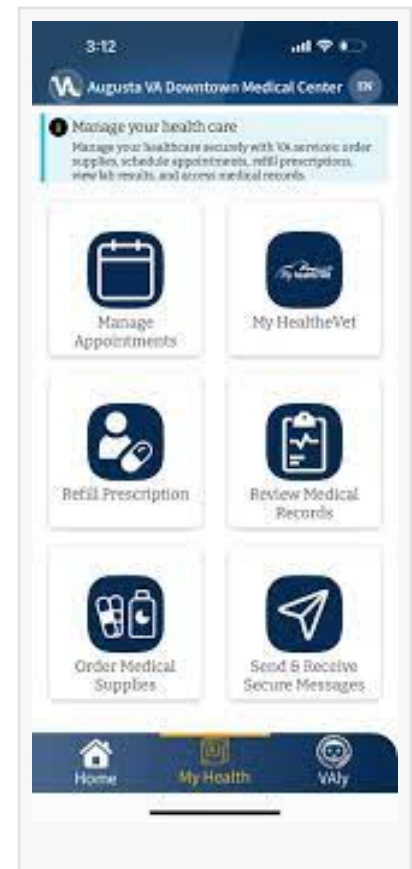 3:12
Augusta VA Downtown Medical Center EN
Manage your health care
Manage your healthcare securely with VA services: order
supplies, schedule appointments, refill prescriptions,
view lab results, and access medical records.
Manage
Appointments
My HealtheVet
Refill Prescription
Review Medical
Records
Order Medical
Supplies
Send & Receive
Secure Messages
Home
My Health
VAly